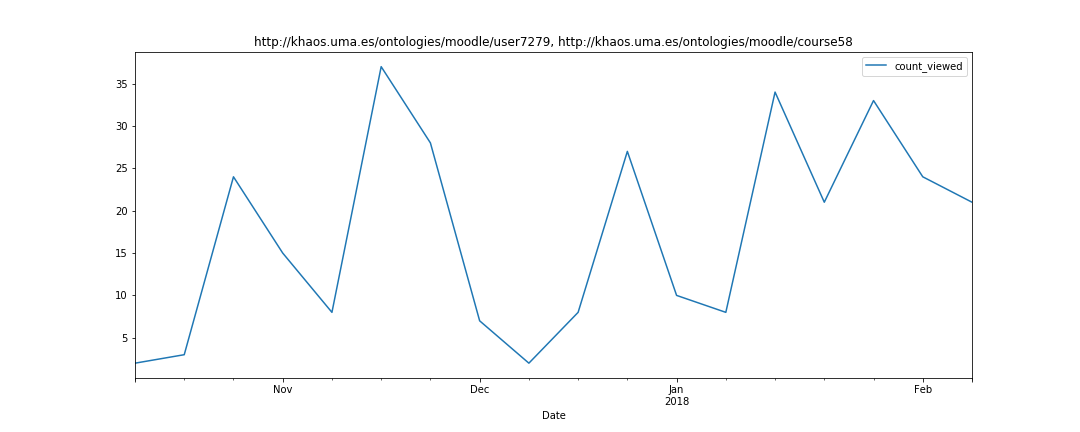 http://khaos.uma.es/ontologies/moodle/user7279, http://khaos.uma.es/ontologies/moodle/course58
count_viewed
35
30
25
20
15
10
5
Nov Dec Jan Feb
2018
Date